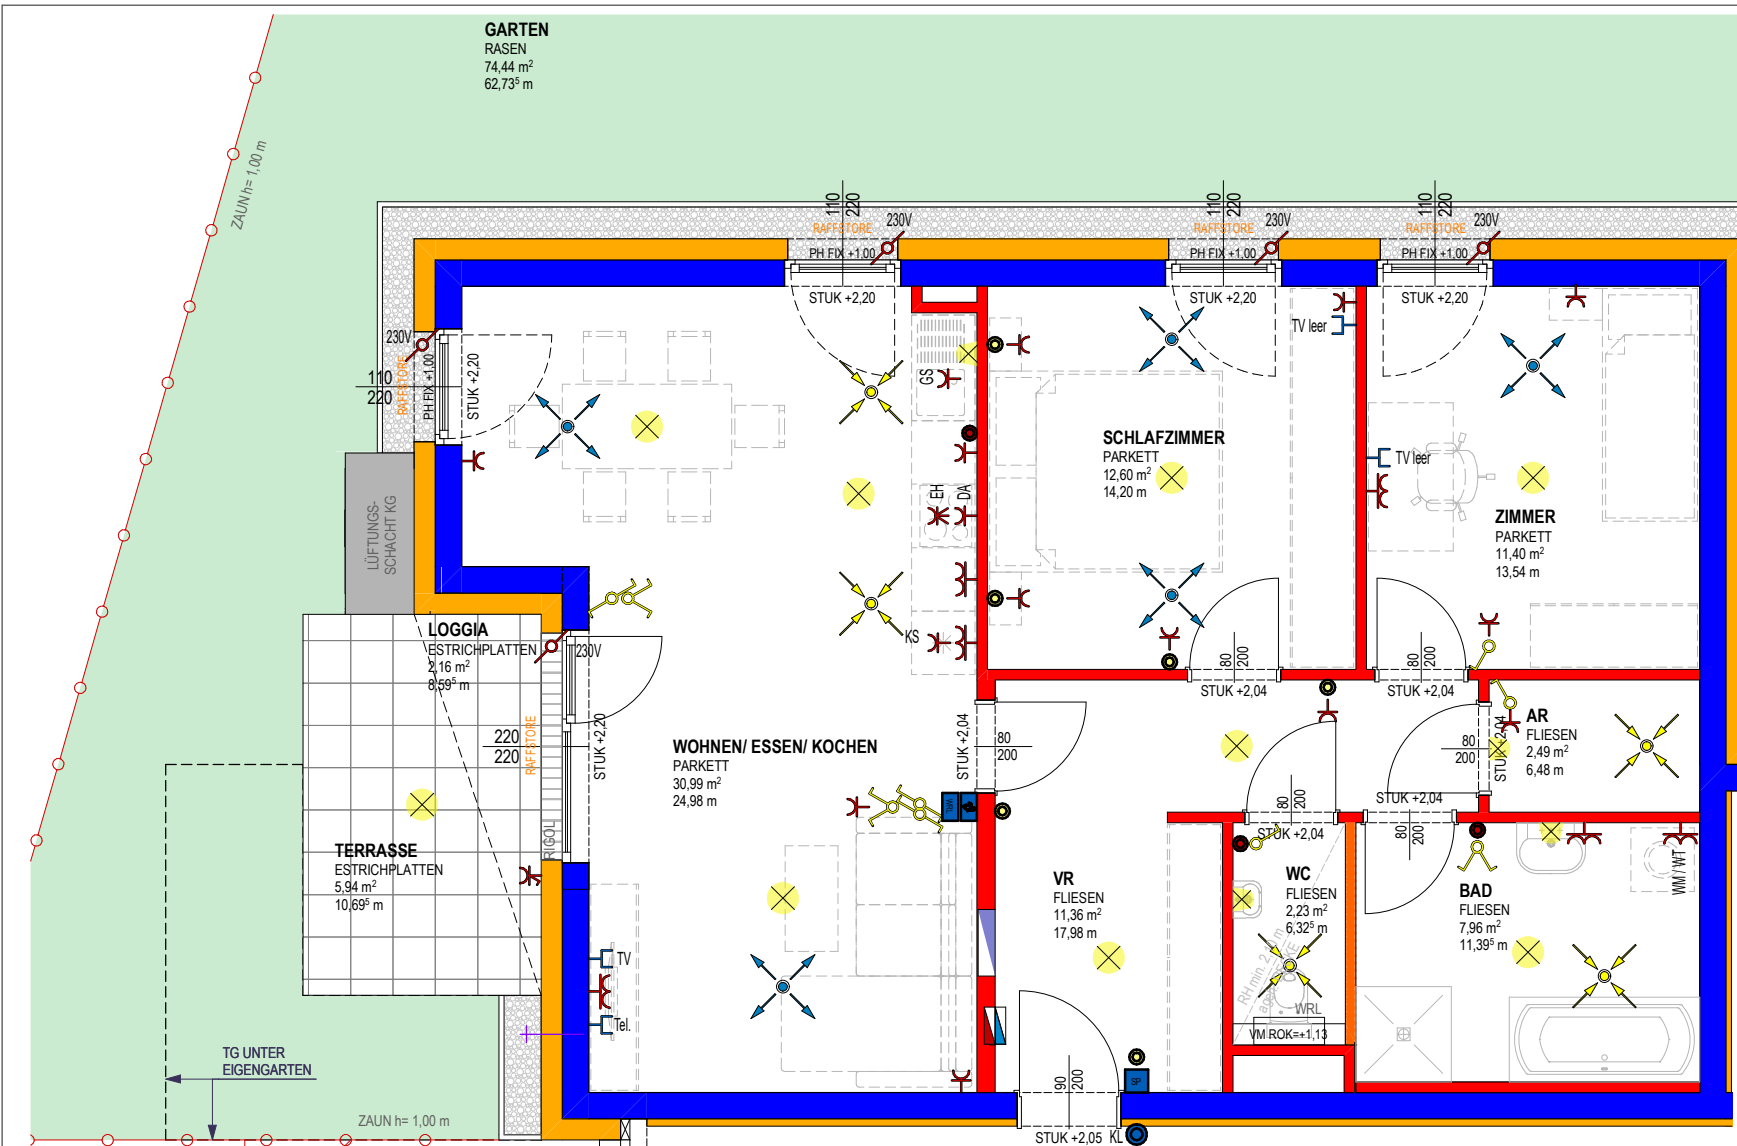 GARTEN
RASEN
74,44 m²
62,73⁵ m
ZAUN h= 1,00 m
110
220
RAFFSTORE
230V
PH FIX +1.00
STUK +2,20
110
220
RAFFSTORE
230V
PH FIX +1.00
STUK +2,20
110
220
RAFFSTORE
230V
PH FIX +1.00
STUK +2,20
230V
110
220
RAFFSTORE
PH FIX +1.00
STUK +2,20
TV leer
GS
SCHLAFZIMMER
PARKETT
12,60 m²
14,20 m
TV leer
EH
DA
ZIMMER
PARKETT
11,40 m²
13,54 m
LÜFTUNGS-
SCHACHT KG
LOGGIA
ESTRICHPLATTEN
2,16 m²
8,59⁵ m
230V
KS
80
200
STUK +2,04
80
200
STUK +2,04
220
220
RAFFSTORE
STUK +2,20
WOHNEN/ ESSEN/ KOCHEN
PARKETT
30,99 m²
24,98 m
STUK +2,04
80
200
AR
FLIESEN
2,49 m²
6,48 m
80
200
STUK +2,04
80
200
STUK +2,04
STUK +2,04
80
200
WRL
RIGOL
TERRASSE
ESTRICHPLATTEN
5,94 m²
10,69⁵ m
VR
FLIESEN
11,36 m²
17,98 m
WC
FLIESEN
2,23 m²
6,32⁵ m
BAD
FLIESEN
7,96 m²
11,39⁵ m
WM / WT
TV
Tel.
RH min. 2,10 m
WRL
VM ROK=+1,13
TG UNTER
EIGENGARTEN
ZAUN h= 1,00 m
90
200
SP
STUK +2,05
KL